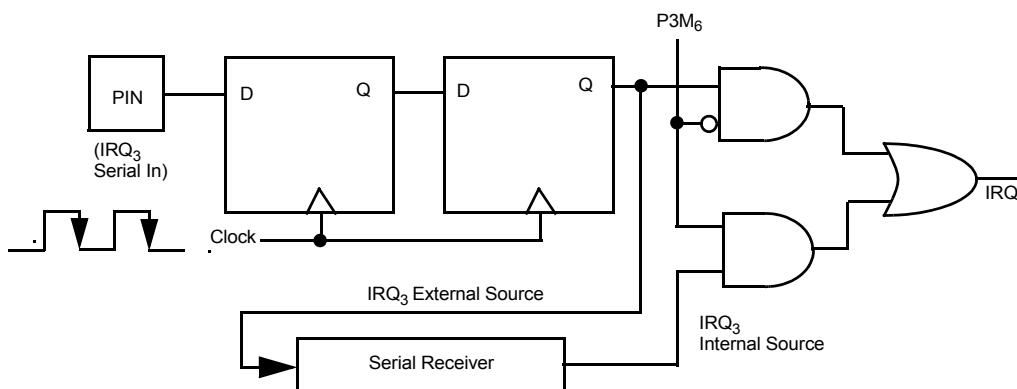 P3M6
PIN
D
Q
D
Q
(IRQ3
Serial In)
IRQ
Clock
IRQ3 External Source
IRQ3
Internal Source
Serial Receiver